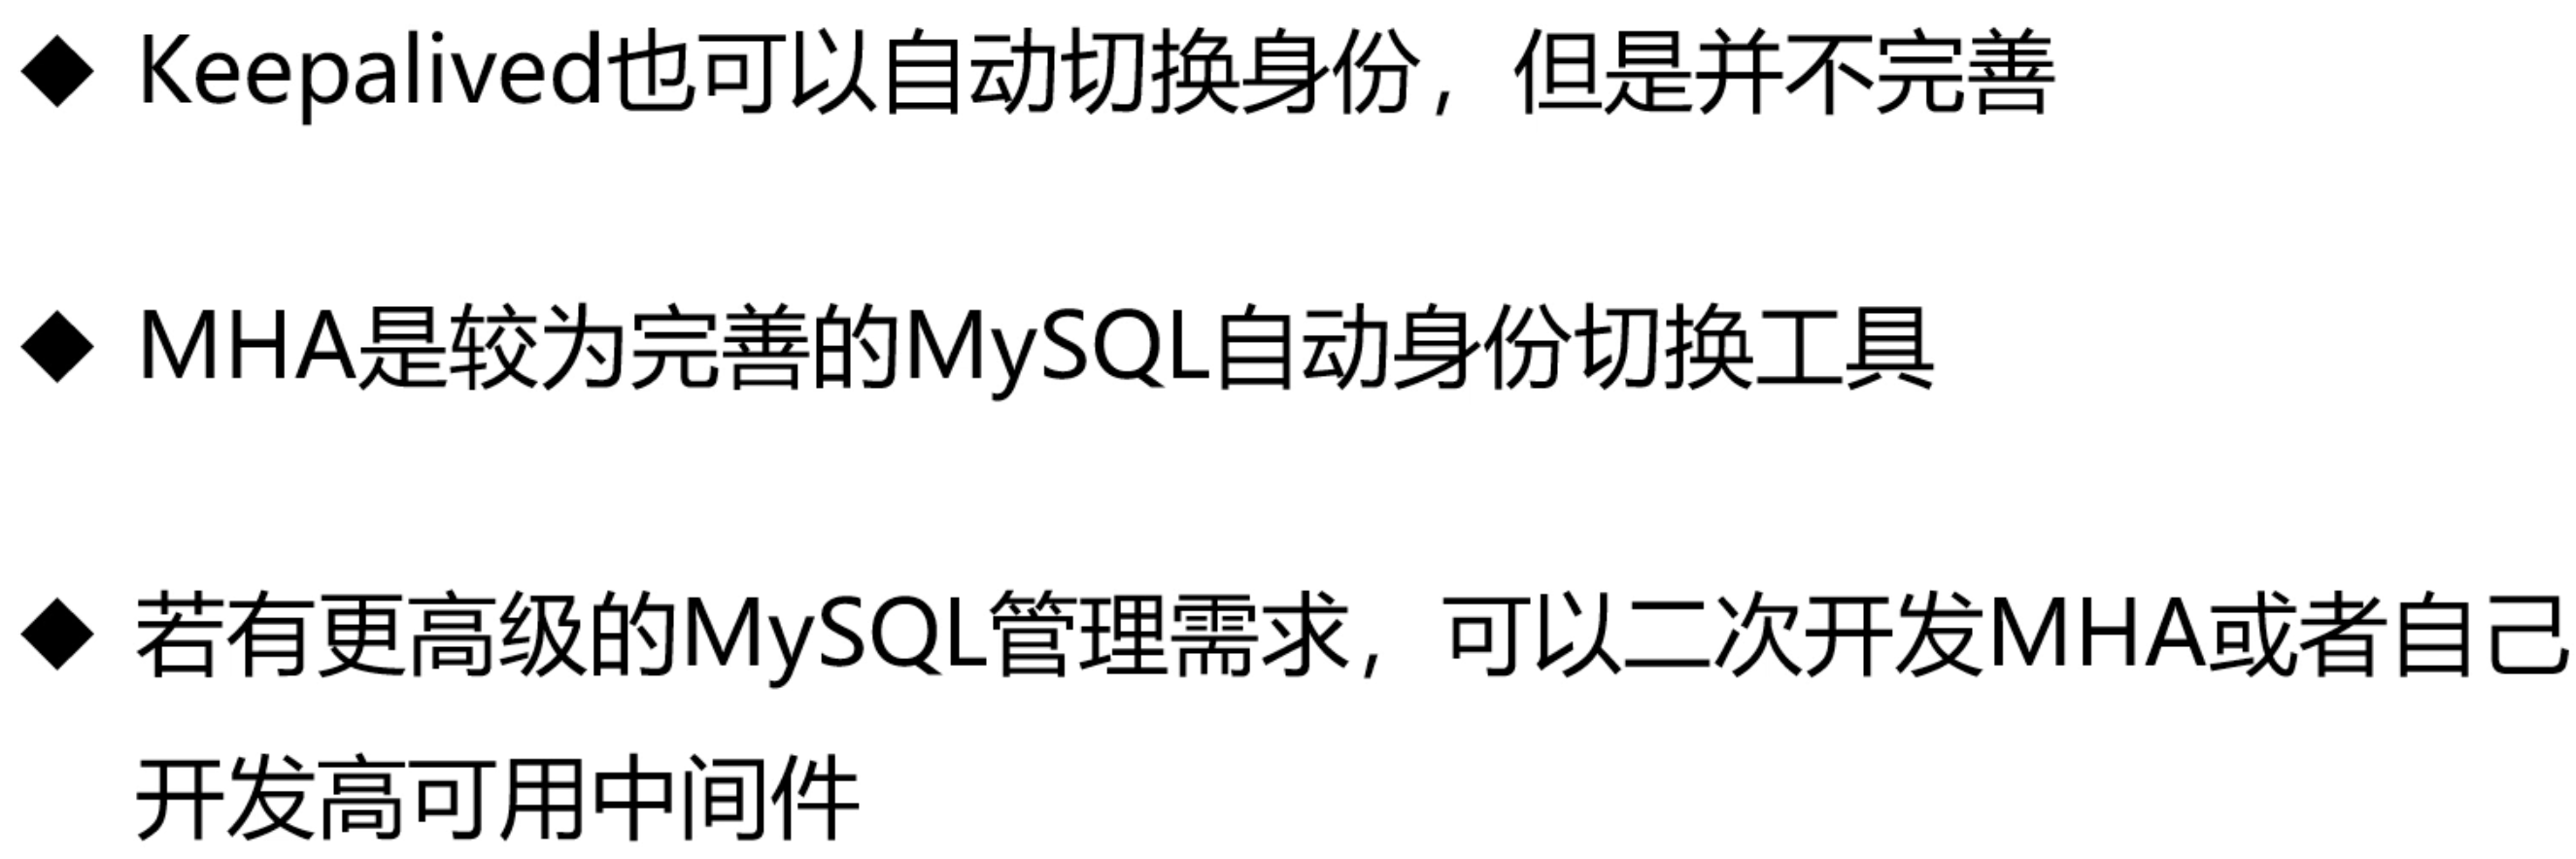 ◆ Keepalived也可以自动切换身份，但是并不完善
◆ MHA是较为完善的MySQL自动身份切换工具
◆ 若有更高级的MySQL管理需求，可以二次开发MHA或者自己
开发高可用中间件